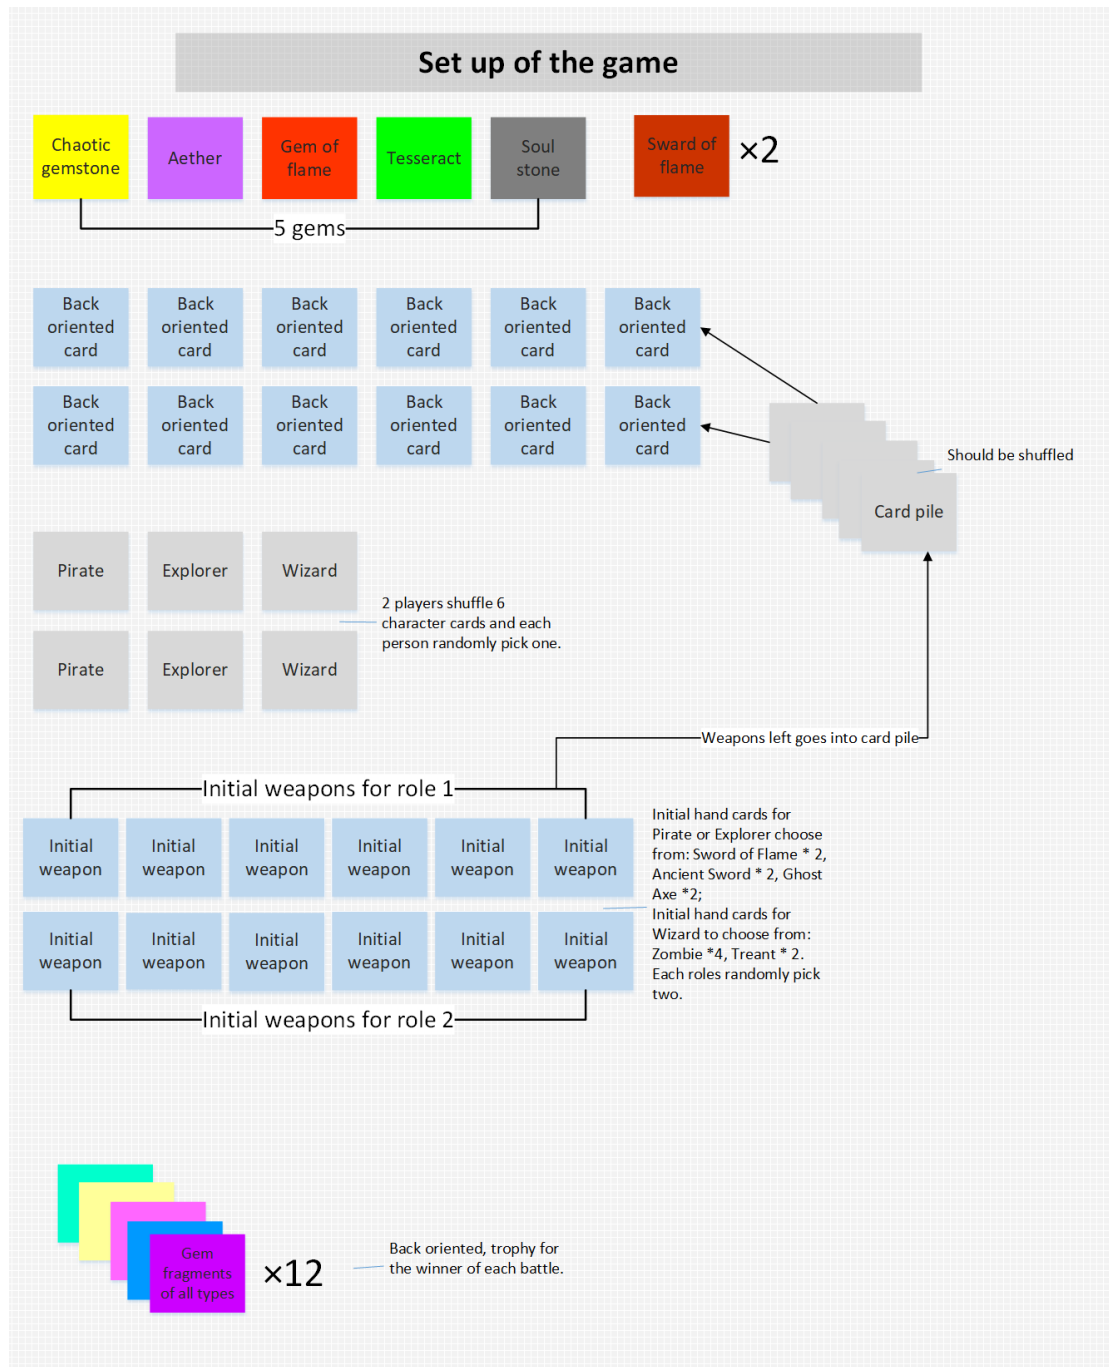 Set up of the game
Chaotic
gemstone
Aether
Gem of
flame
Tesseract
Soul
stone
Sward of
flame
×2
5 gems
Back
oriented
card
Back
oriented
card
Back
oriented
card
Back
oriented
card
Back
oriented
card
Back
oriented
card
Back
oriented
card
Back
oriented
card
Back
oriented
card
Back
oriented
card
Back
oriented
card
Back
oriented
card
Should be shuffled
Card pile
Pirate
Explorer
Wizard
2 players shuffle 6
character cards and each
person randomly pick one.
Pirate
Explorer
Wizard
Weapons left goes into card pile
Initial weapons for role 1
Initial
weapon
Initial
weapon
Initial
weapon
Initial
weapon
Initial
weapon
Initial
weapon
Initial hand cards for
Pirate or Explorer choose
from: Sword of Flame * 2,
Ancient Sword * 2, Ghost
Axe *2;
Initial hand cards for
Wizard to choose from:
Zombie *4, Treant * 2.
Each roles randomly pick
two.
Initial
weapon
Initial
weapon
Initial
weapon
Initial
weapon
Initial
weapon
Initial
weapon
Initial weapons for role 2
Gem
fragments
of all types
×12
Back oriented, trophy for
the winner of each battle.